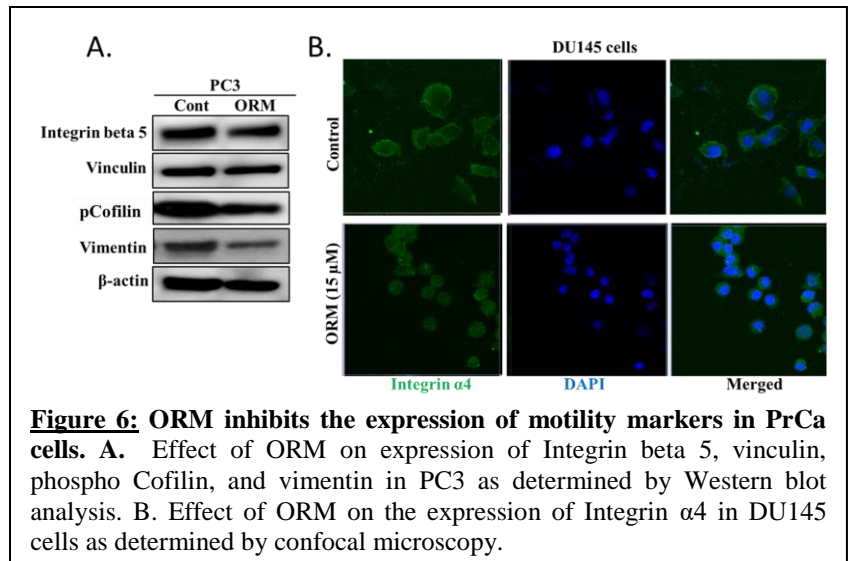 A.
PC3
Cont ORM
Integrin beta 5
Vinculin
pCofilin
Vimentin
β-actin
B.
DU145 cells
Control
ORM (15 µM)
Integrin α4 DAPI Merged
Figure 6: ORM inhibits the expression of motility markers in PrCa
cells. A. Effect of ORM on expression of Integrin beta 5, vinculin,
phospho Cofilin, and vimentin in PC3 as determined by Western blot
analysis. B. Effect of ORM on the expression of Integrin α4 in DU145
cells as determined by confocal microscopy.